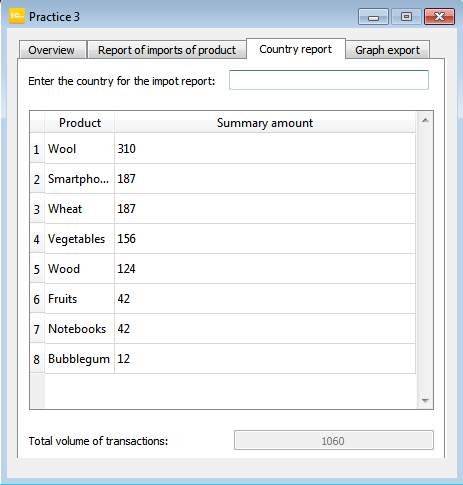 Practice 3
Overview Report of imports of product Country report Graph export
Enter the country for the impot report:
Product Summary amount
1 Wool 310
2 Smartpho... 187
3 Wheat 187
4 Vegetables 156
5 Wood 124
6 Fruits 42
7 Notebooks 42
8 Bubblegum 12
Total volume of transactions: 1060